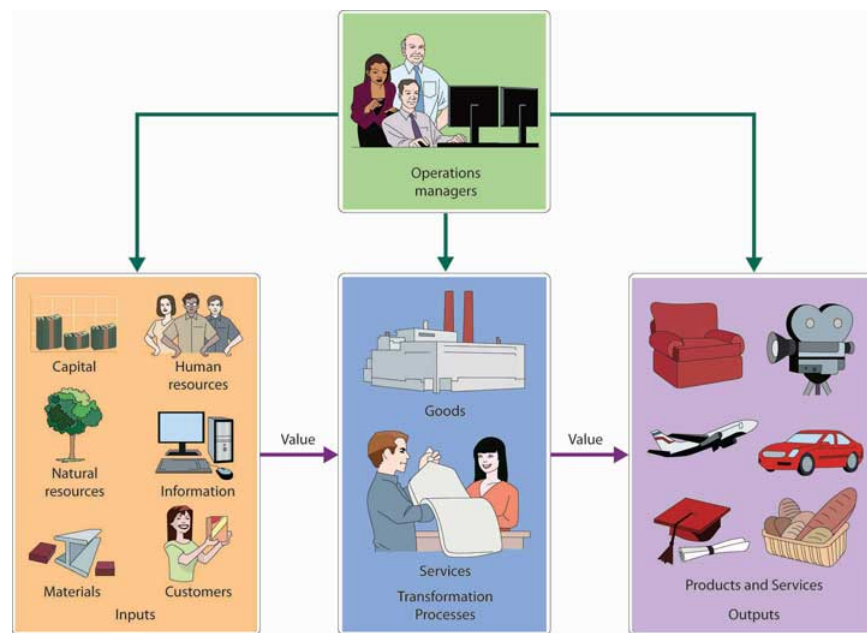 Operations
managers
Capital
Human
resources
Natural
resources
Information
Materials
Customers
Inputs
Value
Goods
Services
Transformation
Processes
Value
Products and Services
Outputs